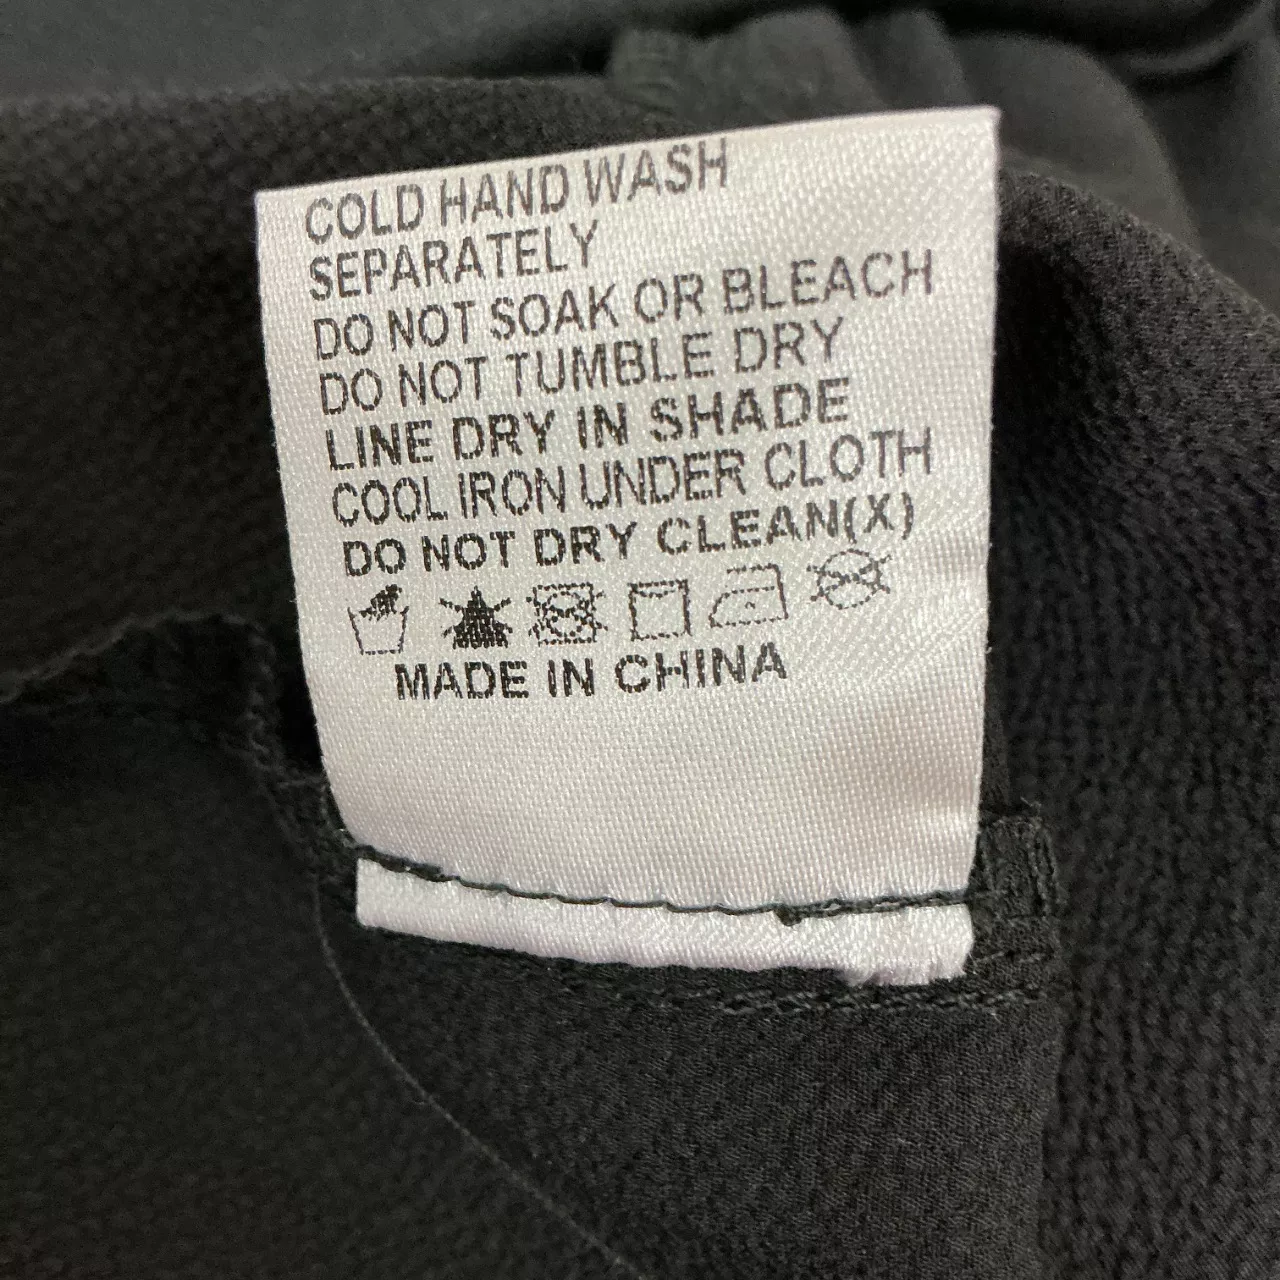 COLD HAND WASH
SEPARATELY
DO NOT SOAK OR BLEACH
DO NOT TUMBLE DRY
LINE DRY IN SHADE
COOL IRON UNDER CLOTH
DO NOT DRY CLEAN(X)
MADE IN CHINA